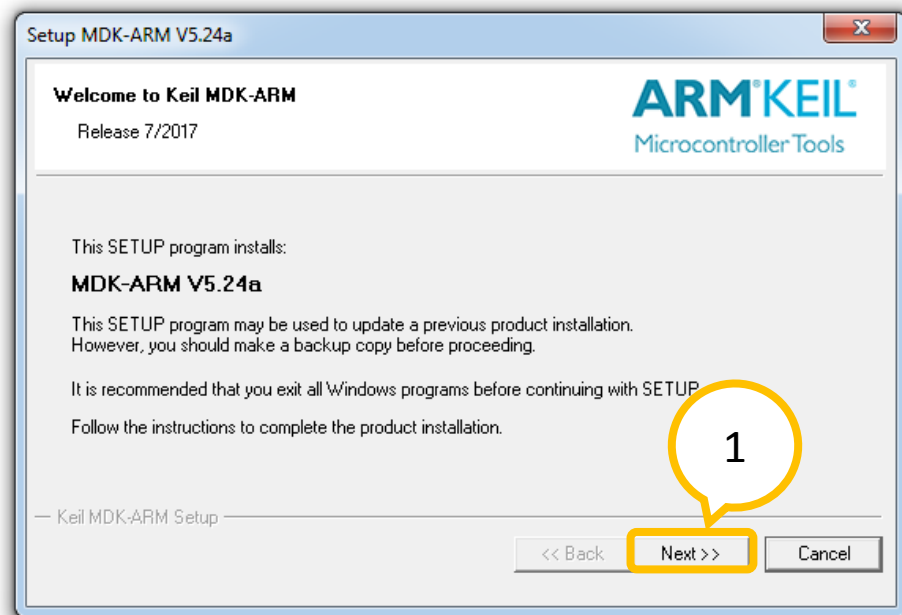 Setup MDK-ARM V5.24a
X
Welcome to Keil MDK-ARM
Release 7/2017
ARM®KEIL®
Microcontroller Tools
This SETUP program installs:
MDK-ARM V5.24a
This SETUP program may be used to update a previous product installation.
However, you should make a backup copy before proceeding.
It is recommended that you exit all Windows programs before continuing with SETUP
Follow the instructions to complete the product installation.
1
Keil MDK-ARM Setup
<< Back Next >> Cancel